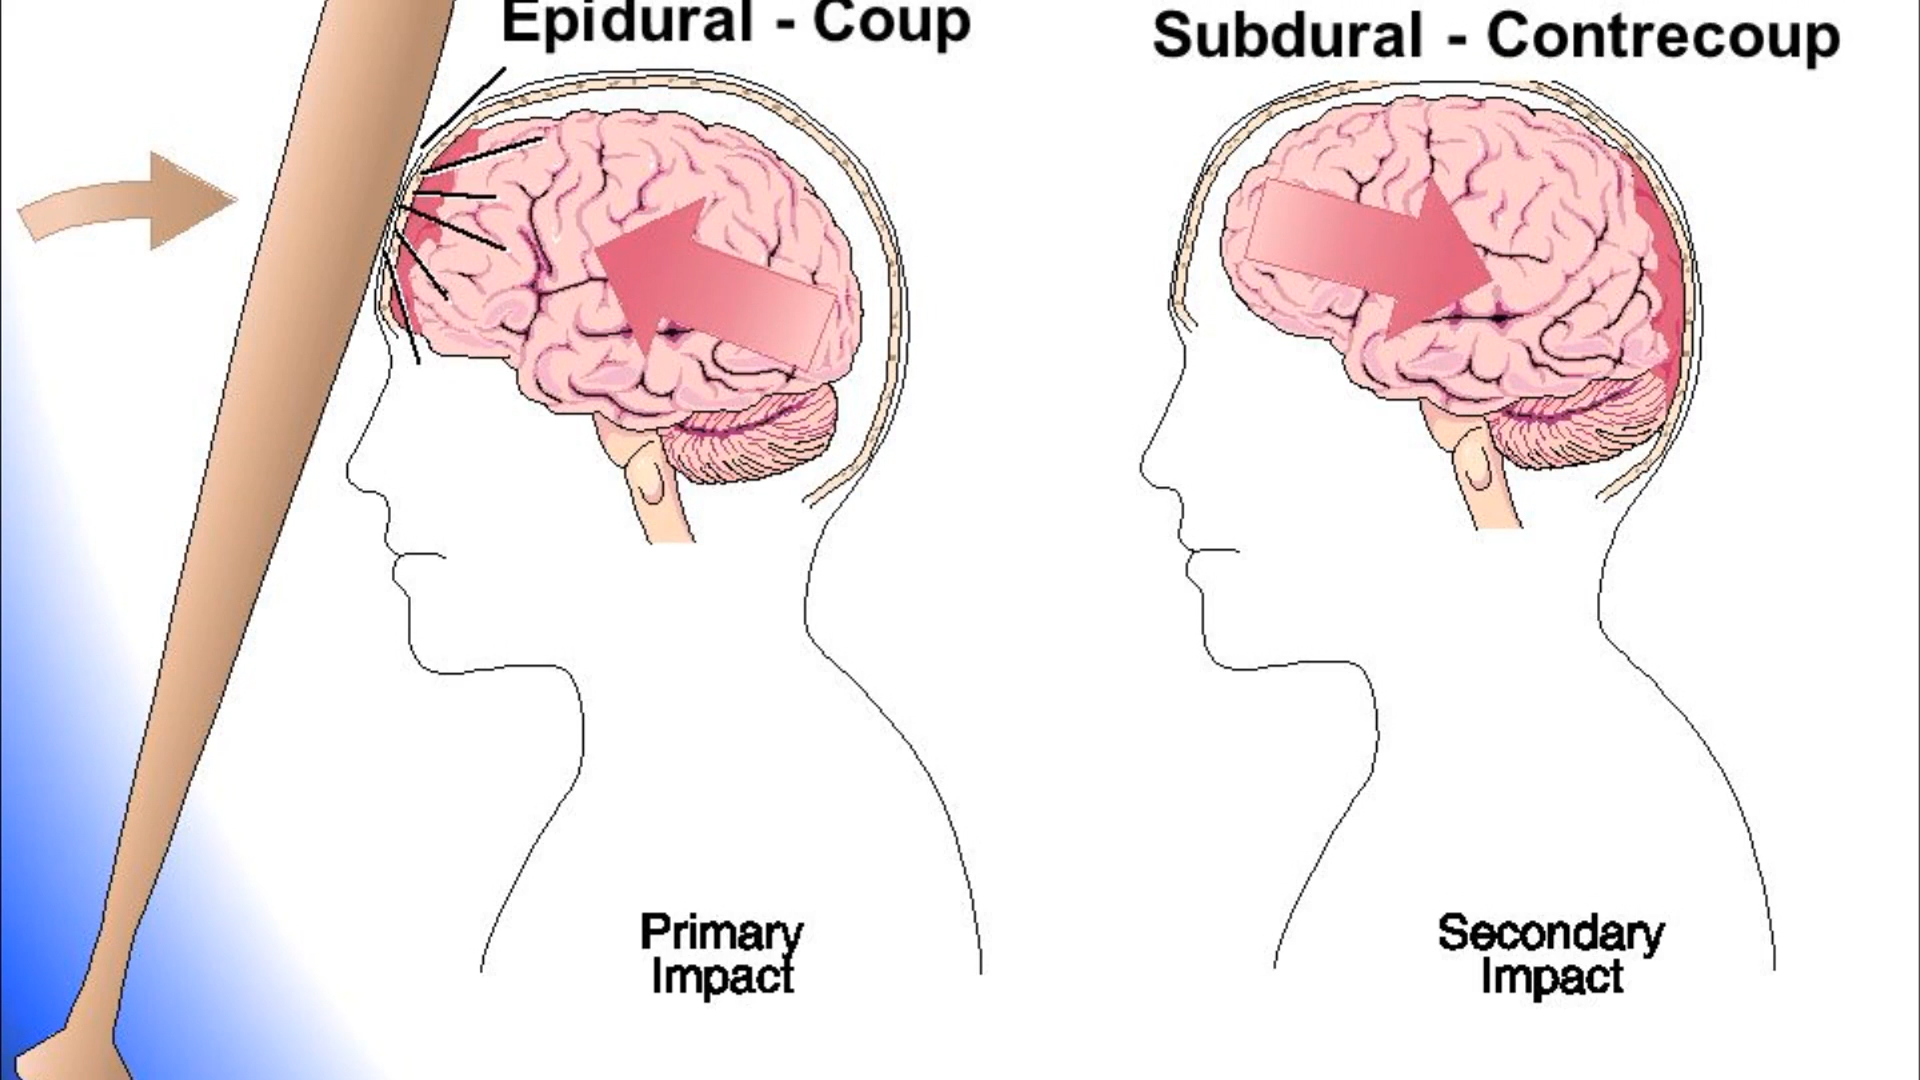 Epidural - Coup
Subdural - Contrecoup
Primary
Impact
Secondary
Impact